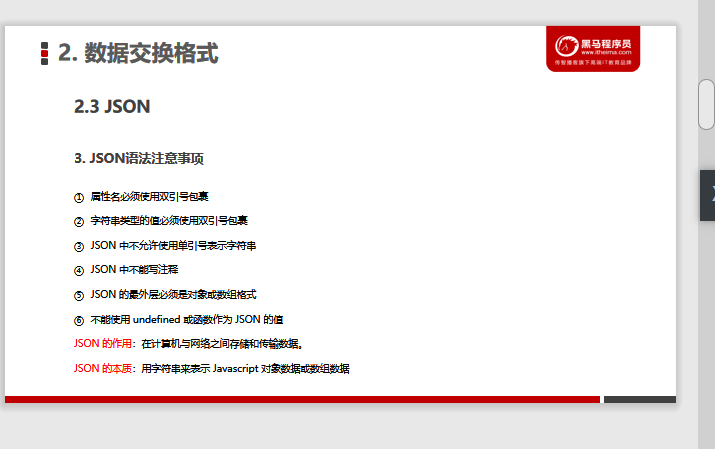 2. 数据交换格式
黑马程序员
www.itheima.com
传智播客旗下高端IT教育品牌
2.3 JSON
3. JSON语法注意事项
① 属性名必须使用双引号包裹
② 字符串类型的值必须使用双引号包裹
③ JSON 中不允许使用单引号表示字符串
④ JSON 中不能写注释
⑤ JSON 的最外层必须是对象或数组格式
⑥ 不能使用 undefined 或函数作为 JSON 的值
JSON 的作用：在计算机与网络之间存储和传输数据。
JSON 的本质：用字符串来表示 Javascript 对象数据或数组数据